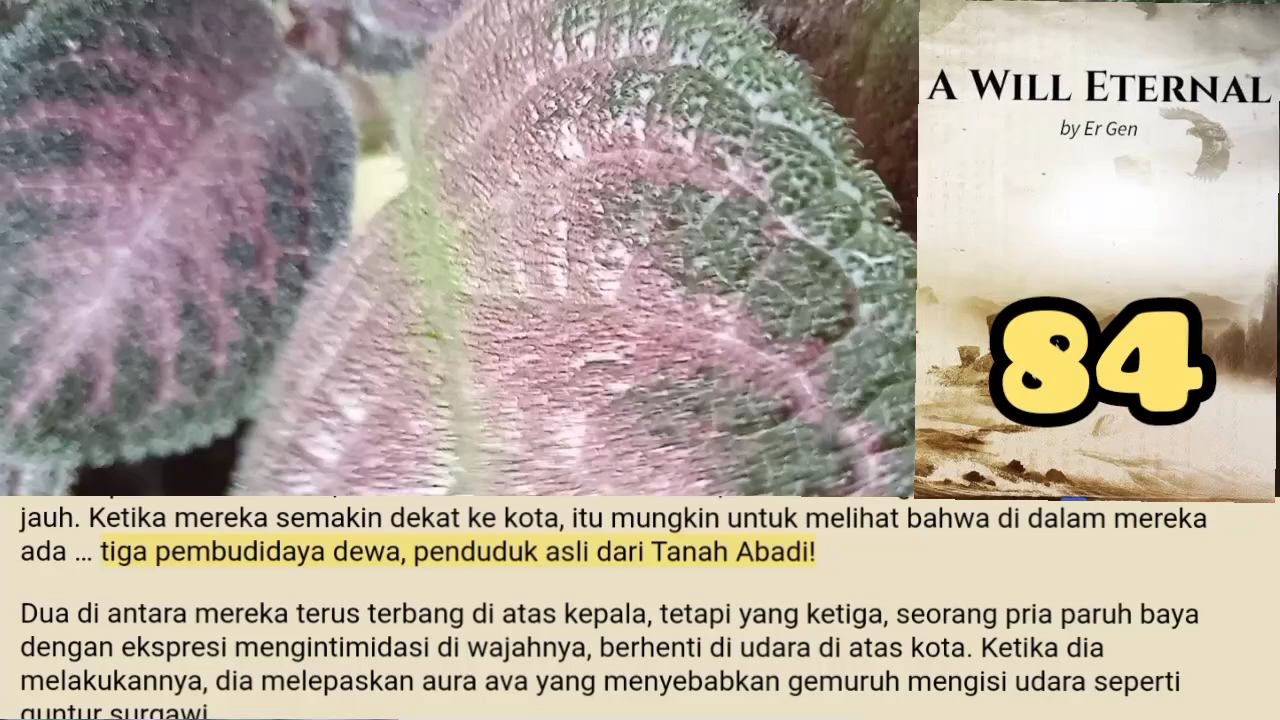 A WILL ETERNAL
by Er Gen
84
jauh. Ketika mereka semakin dekat ke kota, itu mungkin untuk melihat bahwa di dalam mereka
ada ... tiga pembudidaya dewa, penduduk asli dari Tanah Abadi!
Dua di antara mereka terus terbang di atas kepala, tetapi yang ketiga, seorang pria paruh baya
dengan ekspresi mengintimidasi di wajahnya, berhenti di udara di atas kota. Ketika dia
melakukannya, dia melepaskan aura ava yang menyebabkan gemuruh mengisi udara seperti
guntur surgawi.